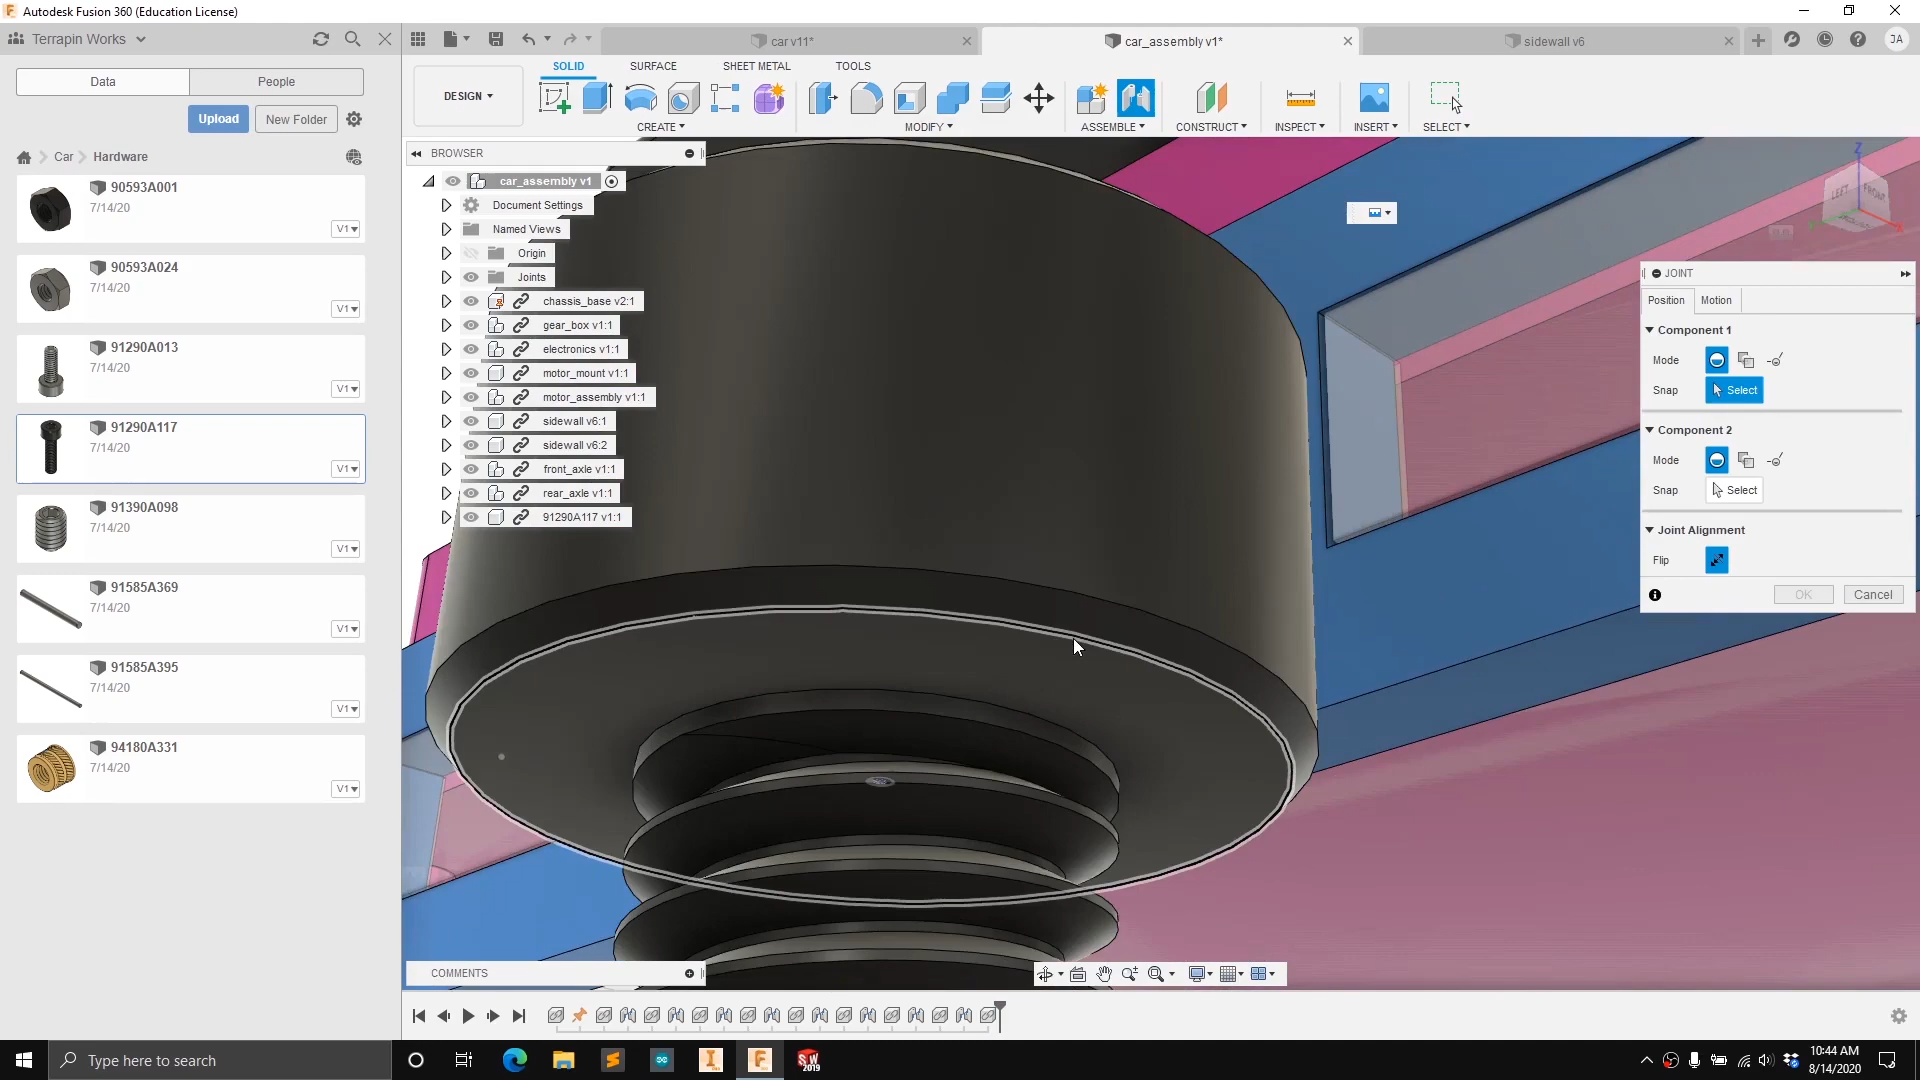 Autodesk Fusion 360 (Education License)
Terrapin Works
car v11*
car_assembly v1*
sidewall v6
JA
Data
People
Upload
New Folder
Car
Hardware
90593A001
7/14/20
V1
90593A024
7/14/20
V1
91290A013
7/14/20
V1
91290A117
7/14/20
V1
91390A098
7/14/20
V1
91585A369
7/14/20
V1
91585A395
7/14/20
V1
94180A331
7/14/20
V1
SOLID
SURFACE
SHEET METAL
TOOLS
DESIGN
CREATE
MODIFY
ASSEMBLE
CONSTRUCT
INSPECT
INSERT
SELECT
BROWSER
car_assembly v1
Document Settings
Named Views
Origin
Joints
chassis_base v2:1
gear_box v1:1
electronics v1:1
motor_mount v1:1
motor_assembly v1:1
sidewall v6:1
sidewall v6:2
front_axle v1:1
rear_axle v1:1
91290A117 v1:1
Z
LEFT
FRONT
JOINT
Position
Motion
Component 1
Mode
Snap
Select
Component 2
Mode
Snap
Select
Joint Alignment
Flip
OK
Cancel
COMMENTS
Type here to search
SW
2019
10:44 AM
8/14/2020